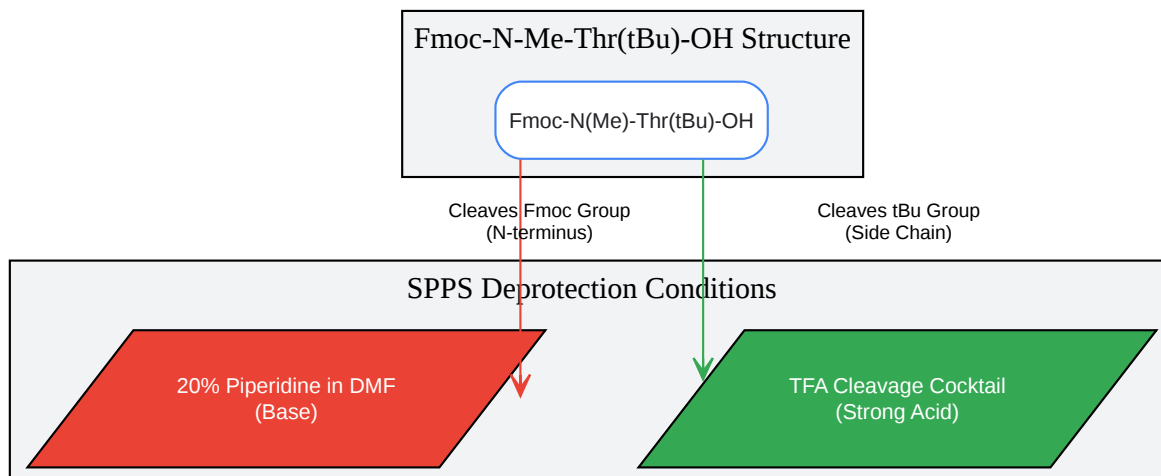 Fmoc-N-Me-Thr(tBu)-OH Structure
Fmoc-N(Me)-Thr(tBu)-OH
Cleaves Fmoc Group
(N-terminus)
Cleaves tBu Group
(Side Chain)
SPPS Deprotection Conditions
20% Piperidine in DMF
(Base)
TFA Cleavage Cocktail
(Strong Acid)